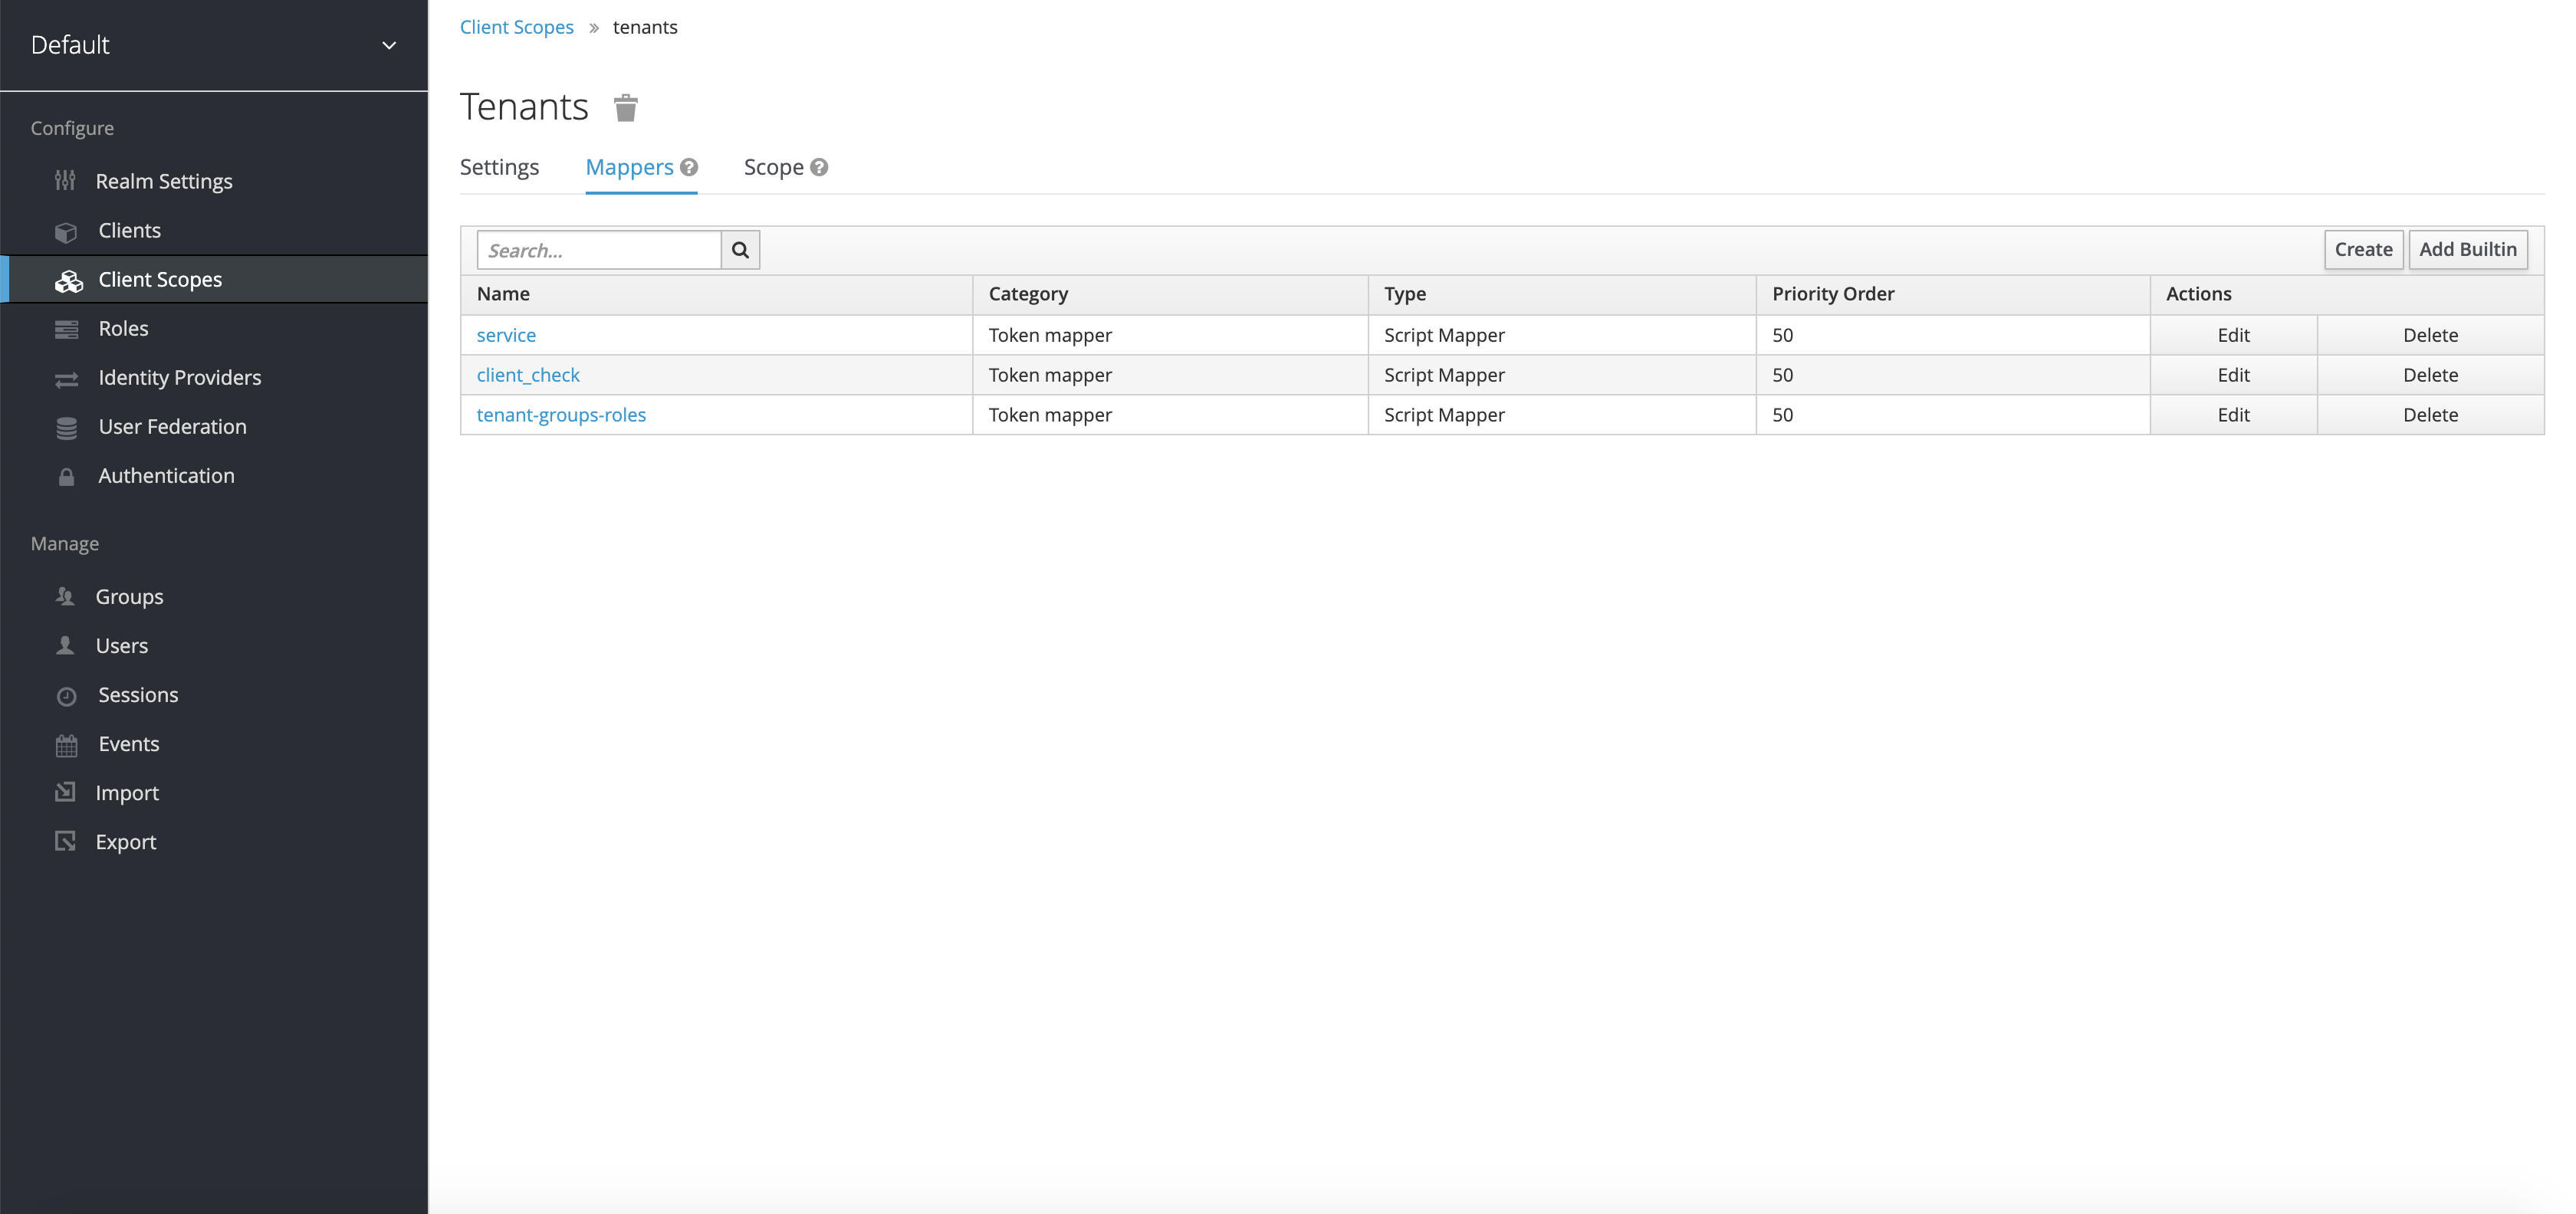 Default
Configure
Realm Settings
Clients
Client Scopes
Roles
Identity Providers
User Federation
Authentication
Manage
Groups
Users
Sessions
Events
Import
Export
Client Scopes » tenants
Tenants
Settings Mappers ? Scope ?
Search... Create Add Builtin
Name Category Type Priority Order Actions
service Token mapper Script Mapper 50 Edit Delete
client_check Token mapper Script Mapper 50 Edit Delete
tenant-groups-roles Token mapper Script Mapper 50 Edit Delete